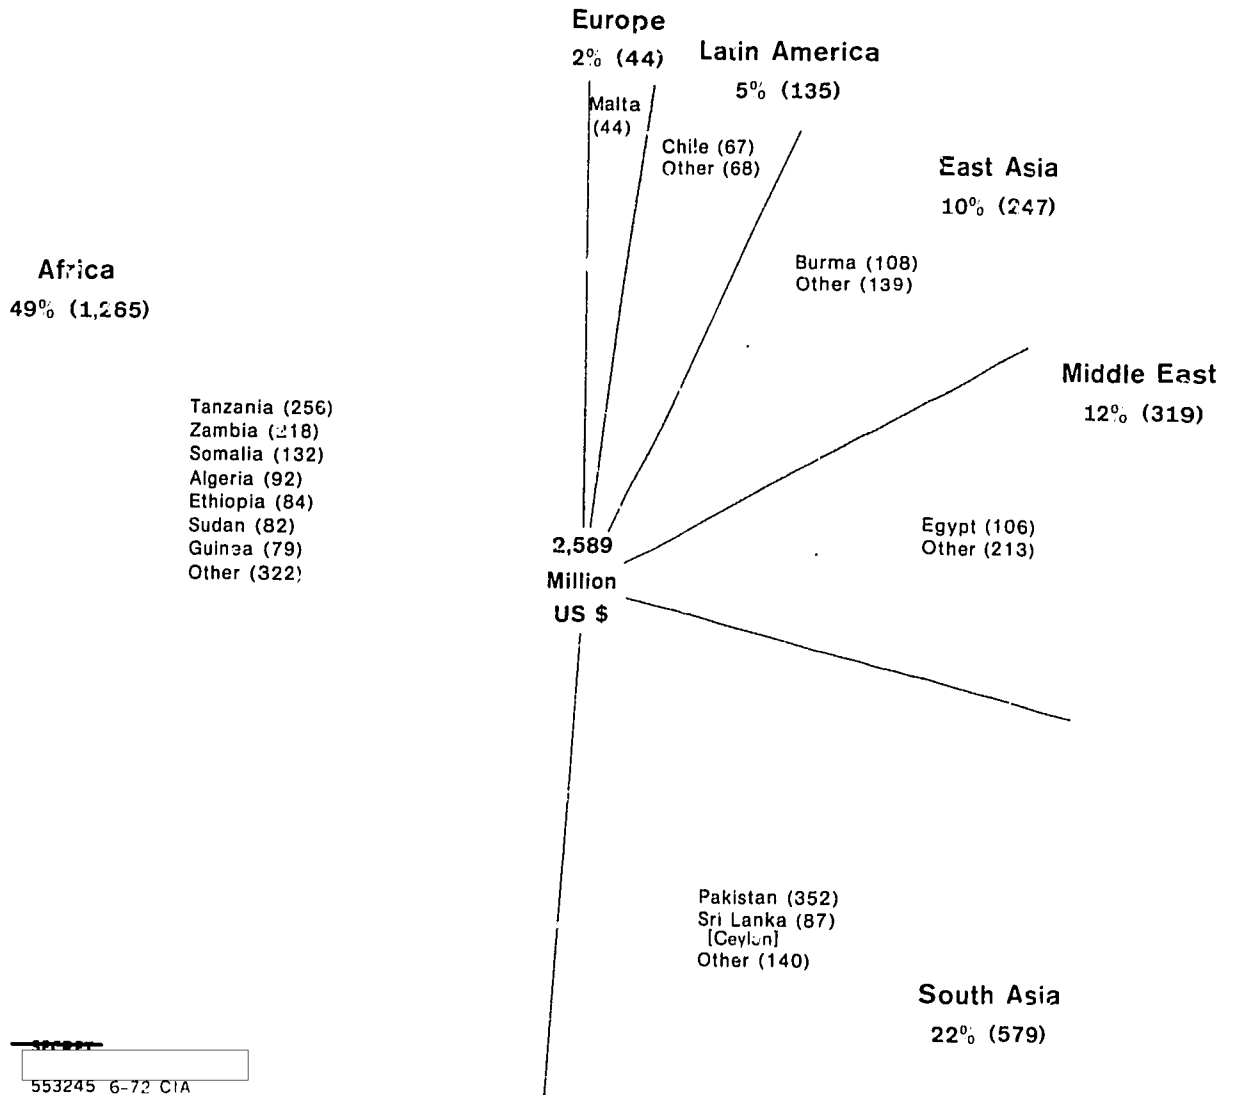 Europe
2% (44)
Malta
(44)
Latin America
5% (135)
Chile (67)
Other (68)
East Asia
10% (247)
Burma (108)
Other (139)
Africa
49% (1,265)
Tanzania (256)
Zambia (218)
Somalia (132)
Algeria (92)
Ethiopia (84)
Sudan (82)
Guinea (79)
Other (322)
Middle East
12% (319)
Egypt (106)
Other (213)
2,589
Million
US $
Pakistan (352)
Sri Lanka (87)
[Ceylon]
Other (140)
South Asia
22% (579)
SECRET
553245 6-72 CIA